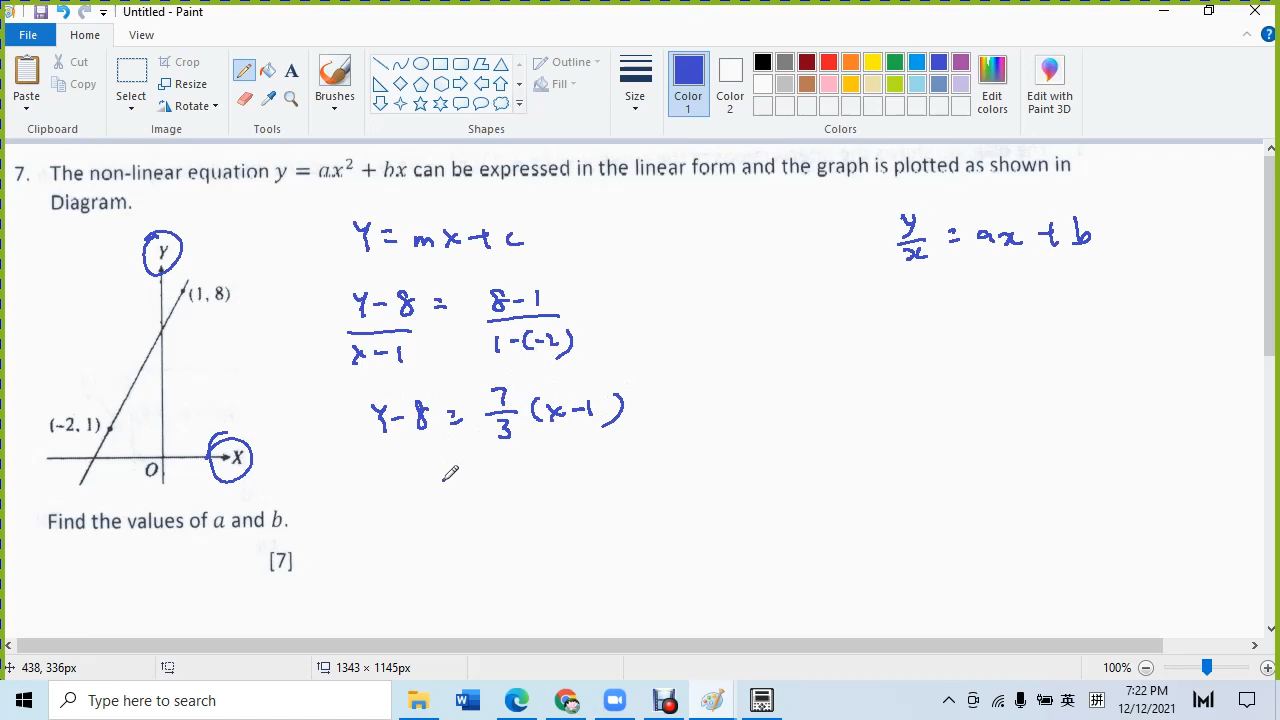 Untitled - Paint
File Home View
Paste Cut Copy Clipboard
Select Crop Resize Rotate Image
Tools
Brushes
Outline Fill Shapes
Size
Color 1 Color 2 Edit colors Colors
Edit with Paint 3D
7. The non-linear equation y = ax² + bx can be expressed in the linear form and the graph is plotted as shown in
Diagram.
Y = mX + c
y/x = ax + b
Y
(1, 8)
(-2, 1)
O
X
Y-8/x-1 = 8-1/1-(-2)
Y-8 = 7/3 (x-1)
Find the values of a and b.
[7]
438, 336px
1343 × 1145px
100%
Type here to search
英 拼
7:22 PM
12/12/2021